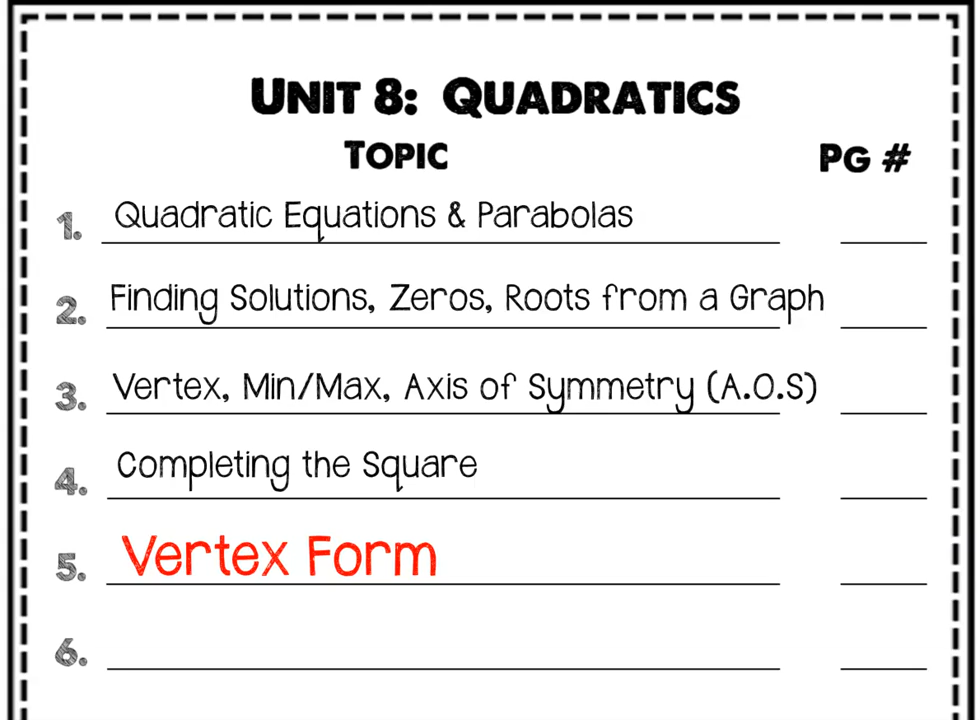 UNIT 8: QUADRATICS
TOPIC PG #
1. Quadratic Equations & Parabolas
2. Finding Solutions, Zeros, Roots from a Graph
3. Vertex, Min/Max, Axis of Symmetry (A.O.S)
4. Completing the Square
5. Vertex Form
6.